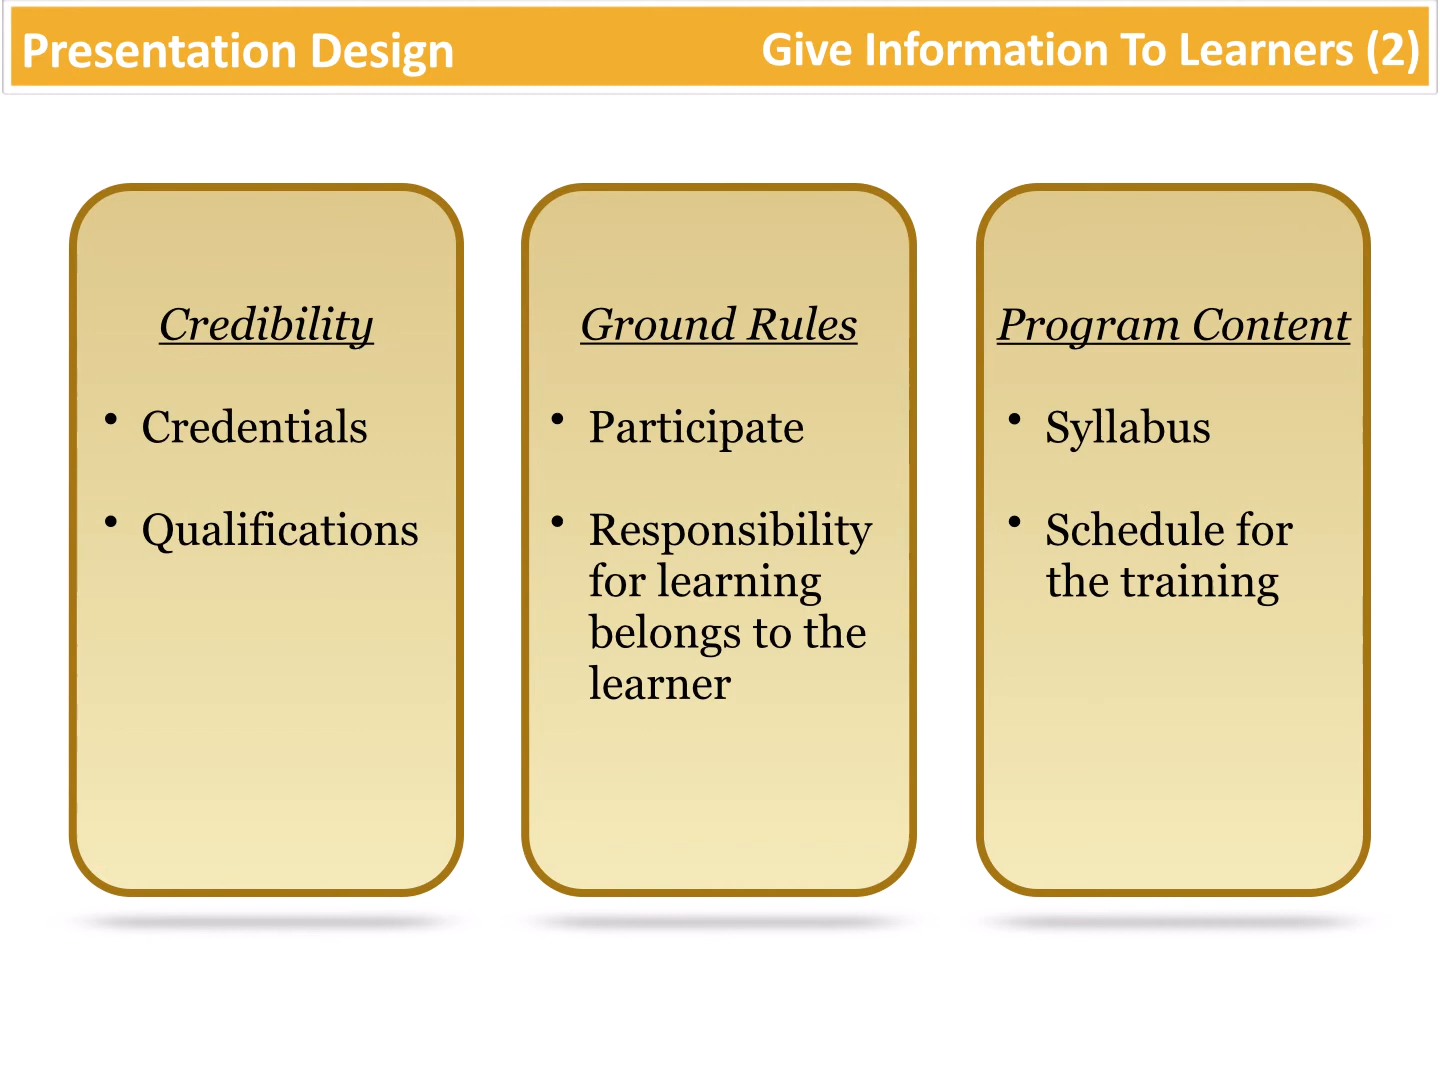 Presentation Design
Give Information To Learners (2)
Credibility
• Credentials
• Qualifications
Ground Rules
• Participate
• Responsibility
for learning
belongs to the
learner
Program Content
• Syllabus
• Schedule for
the training